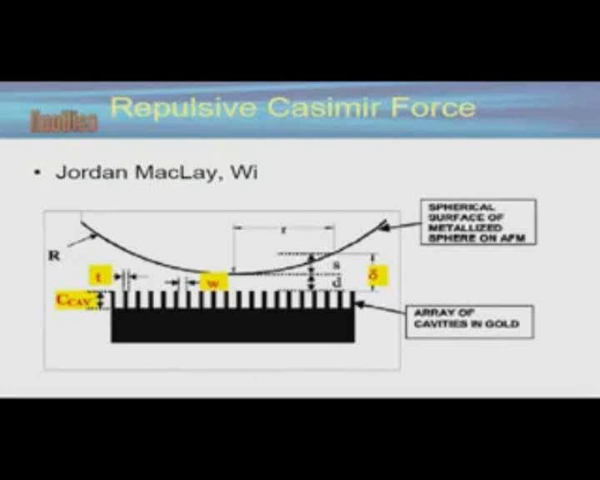 Repulsive Casimir Force
• Jordan MacLay, Wi
SPHERICAL
SURFACE OF
METALLIZED
SPHERE ON AFM
r
R
s
δ
t
w
d
CCAV
ARRAY OF
CAVITIES IN GOLD